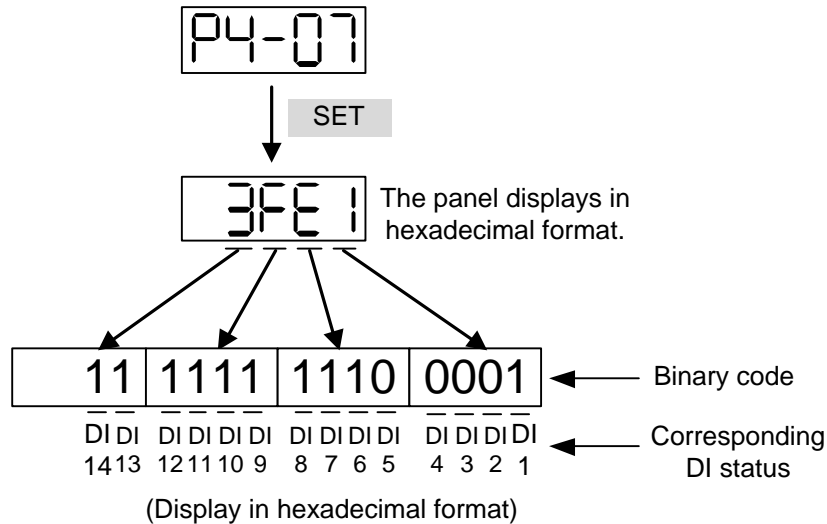 P4-07
SET
3FE1
The panel displays in
hexadecimal format.
11 1111 1110 0001
Binary code
DI DI DI DI DI DI DI DI DI DI DI DI DI DI
14 13 12 11 10 9 8 7 6 5 4 3 2 1
Corresponding
DI status
(Display in hexadecimal format)